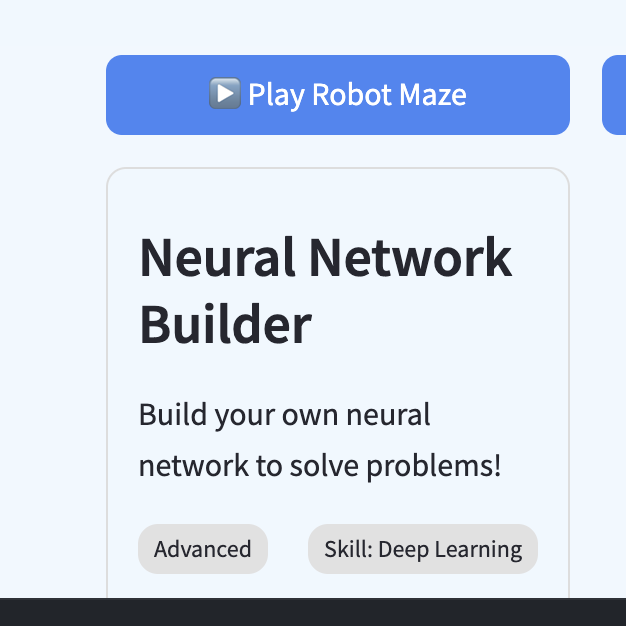 ▶️ Play Robot Maze
Neural Network
Builder
Build your own neural
network to solve problems!
Advanced
Skill: Deep Learning